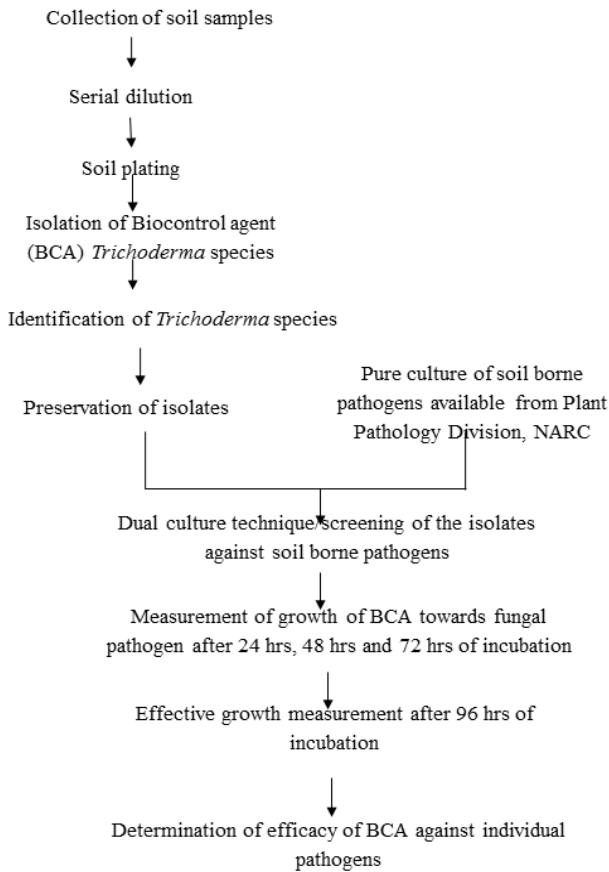 Collection of soil samples
Serial dilution
Soil plating
Isolation of Biocontrol agent
(BCA) Trichoderma species
Identification of Trichoderma species
Preservation of isolates
Pure culture of soil borne
pathogens available from Plant
Pathology Division, NARC
Dual culture technique/screening of the isolates
against soil borne pathogens
Measurement of growth of BCA towards fungal
pathogen after 24 hrs, 48 hrs and 72 hrs of incubation
Effective growth measurement after 96 hrs of
incubation
Determination of efficacy of BCA against individual
pathogens